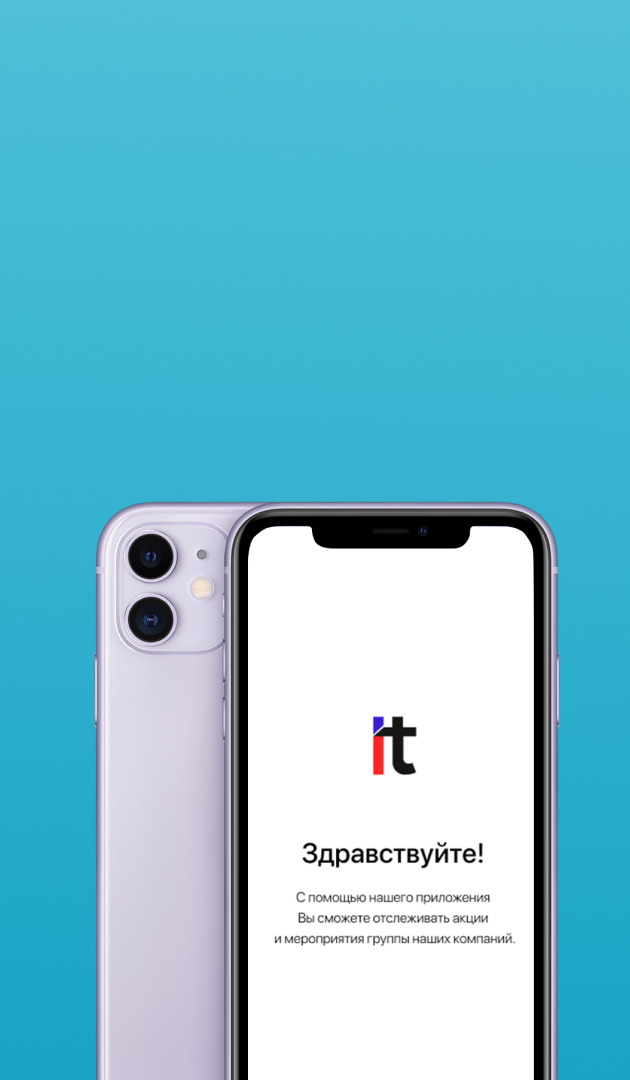 it
Здравствуйте!
С помощью нашего приложения
Вы сможете отслеживать акции
и мероприятия группы наших компаний.